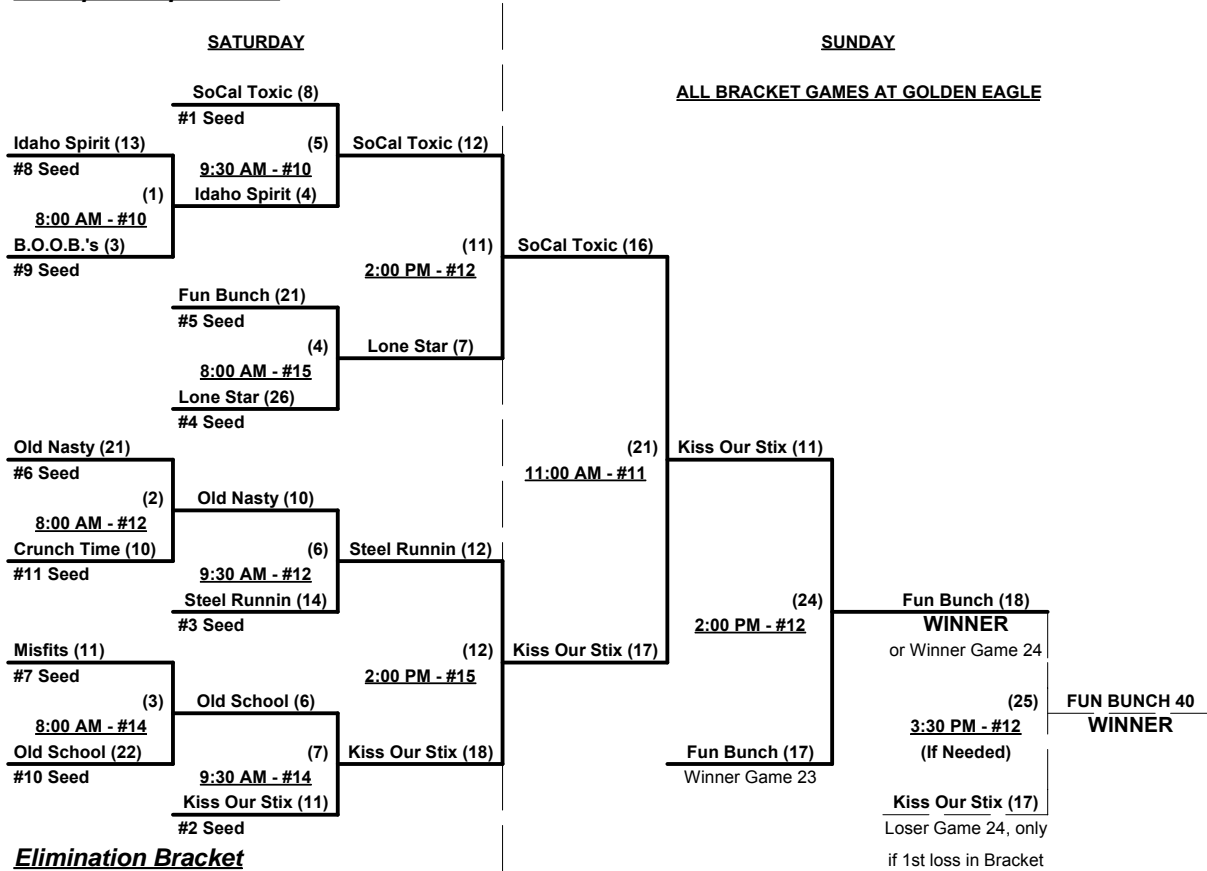 SATURDAY
SUNDAY
SoCal Toxic (8)
ALL BRACKET GAMES AT GOLDEN EAGLE
#1 Seed
Idaho Spirit (13)
(5)
SoCal Toxic (12)
#8 Seed
9:30 AM - #10
(1)
Idaho Spirit (4)
8:00 AM - #10
B.O.O.B.'s (3)
(11)
SoCal Toxic (16)
#9 Seed
2:00 PM - #12
Fun Bunch (21)
#5 Seed
(4)
Lone Star (7)
8:00 AM - #15
Lone Star (26)
#4 Seed
Old Nasty (21)
(21)
Kiss Our Stix (11)
#6 Seed
11:00 AM - #11
(2)
Old Nasty (10)
8:00 AM - #12
Crunch Time (10)
(6)
Steel Runnin (12)
#11 Seed
9:30 AM - #12
Steel Runnin (14)
(24)
Fun Bunch (18)
#3 Seed
2:00 PM - #12
WINNER
Misfits (11)
(12)
Kiss Our Stix (17)
or Winner Game 24
#7 Seed
2:00 PM - #15
(3)
Old School (6)
(25)
FUN BUNCH 40
8:00 AM - #14
3:30 PM - #12
WINNER
Old School (22)
(7)
Kiss Our Stix (18)
Fun Bunch (17)
(If Needed)
#10 Seed
9:30 AM - #14
Winner Game 23
Kiss Our Stix (11)
Kiss Our Stix (17)
#2 Seed
Loser Game 24, only
Elimination Bracket
if 1st loss in Bracket